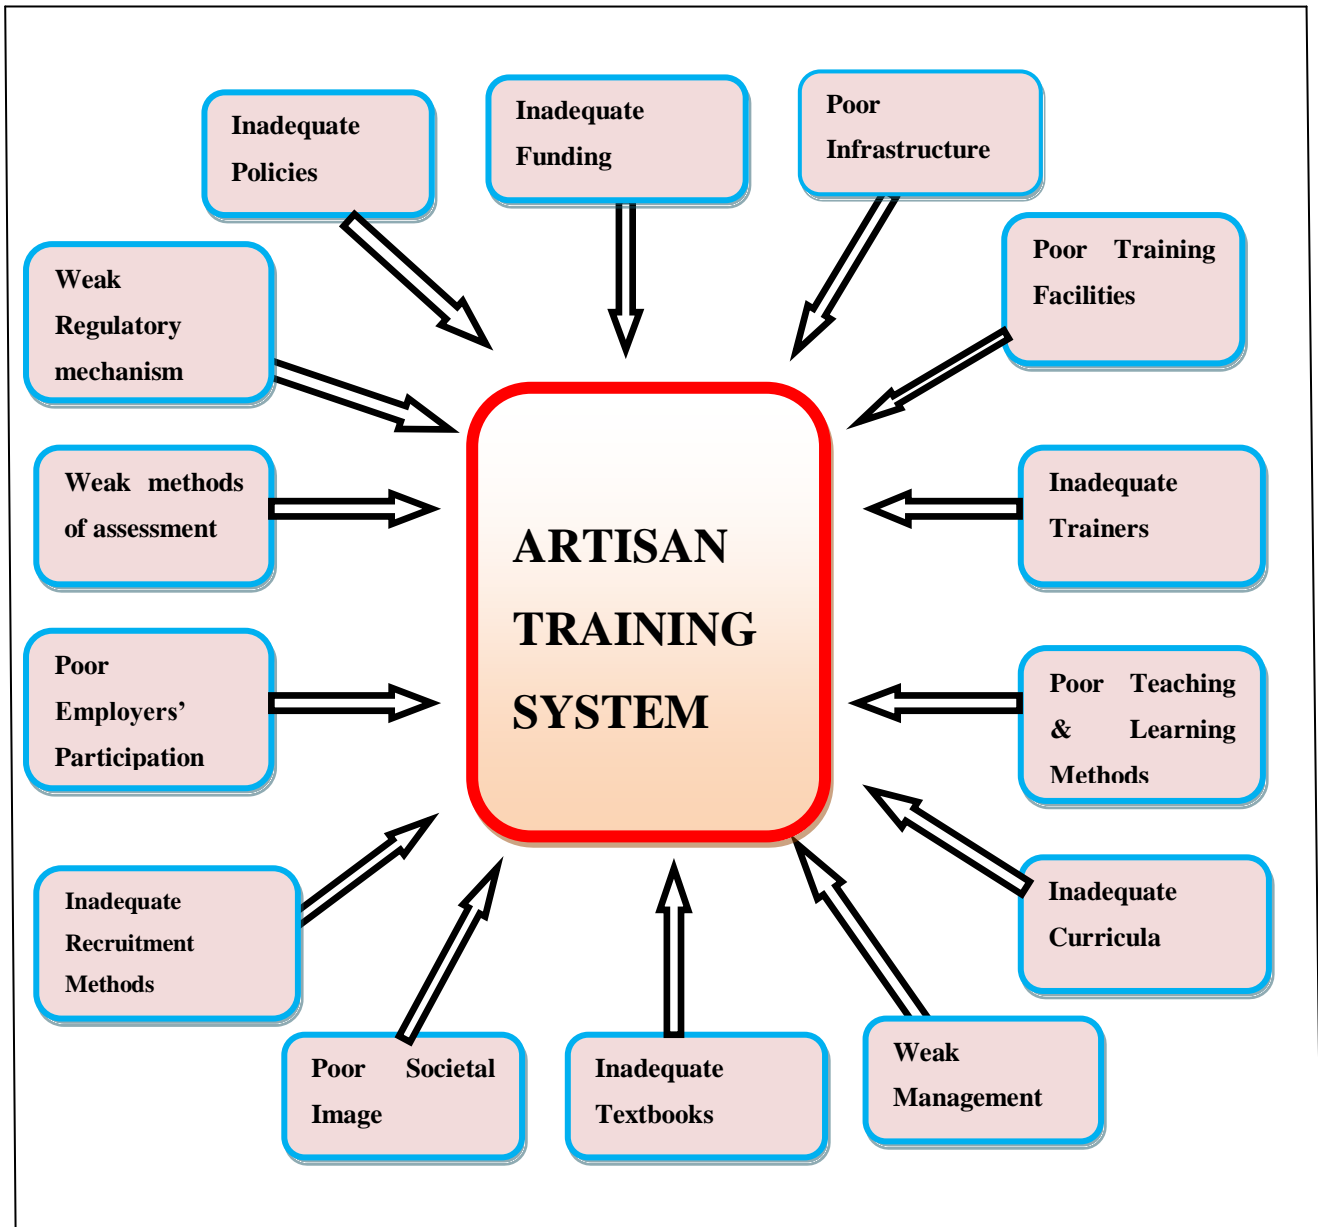 Inadequate
Policies
Inadequate
Funding
Poor
Infrastructure
Poor Training
Facilities
Weak
Regulatory
mechanism
Weak methods
of assessment
Inadequate
Trainers
ARTISAN
TRAINING
SYSTEM
Poor
Employers’
Participation
Poor Teaching
& Learning
Methods
Inadequate
Recruitment
Methods
Inadequate
Curricula
Poor Societal
Image
Inadequate
Textbooks
Weak
Management